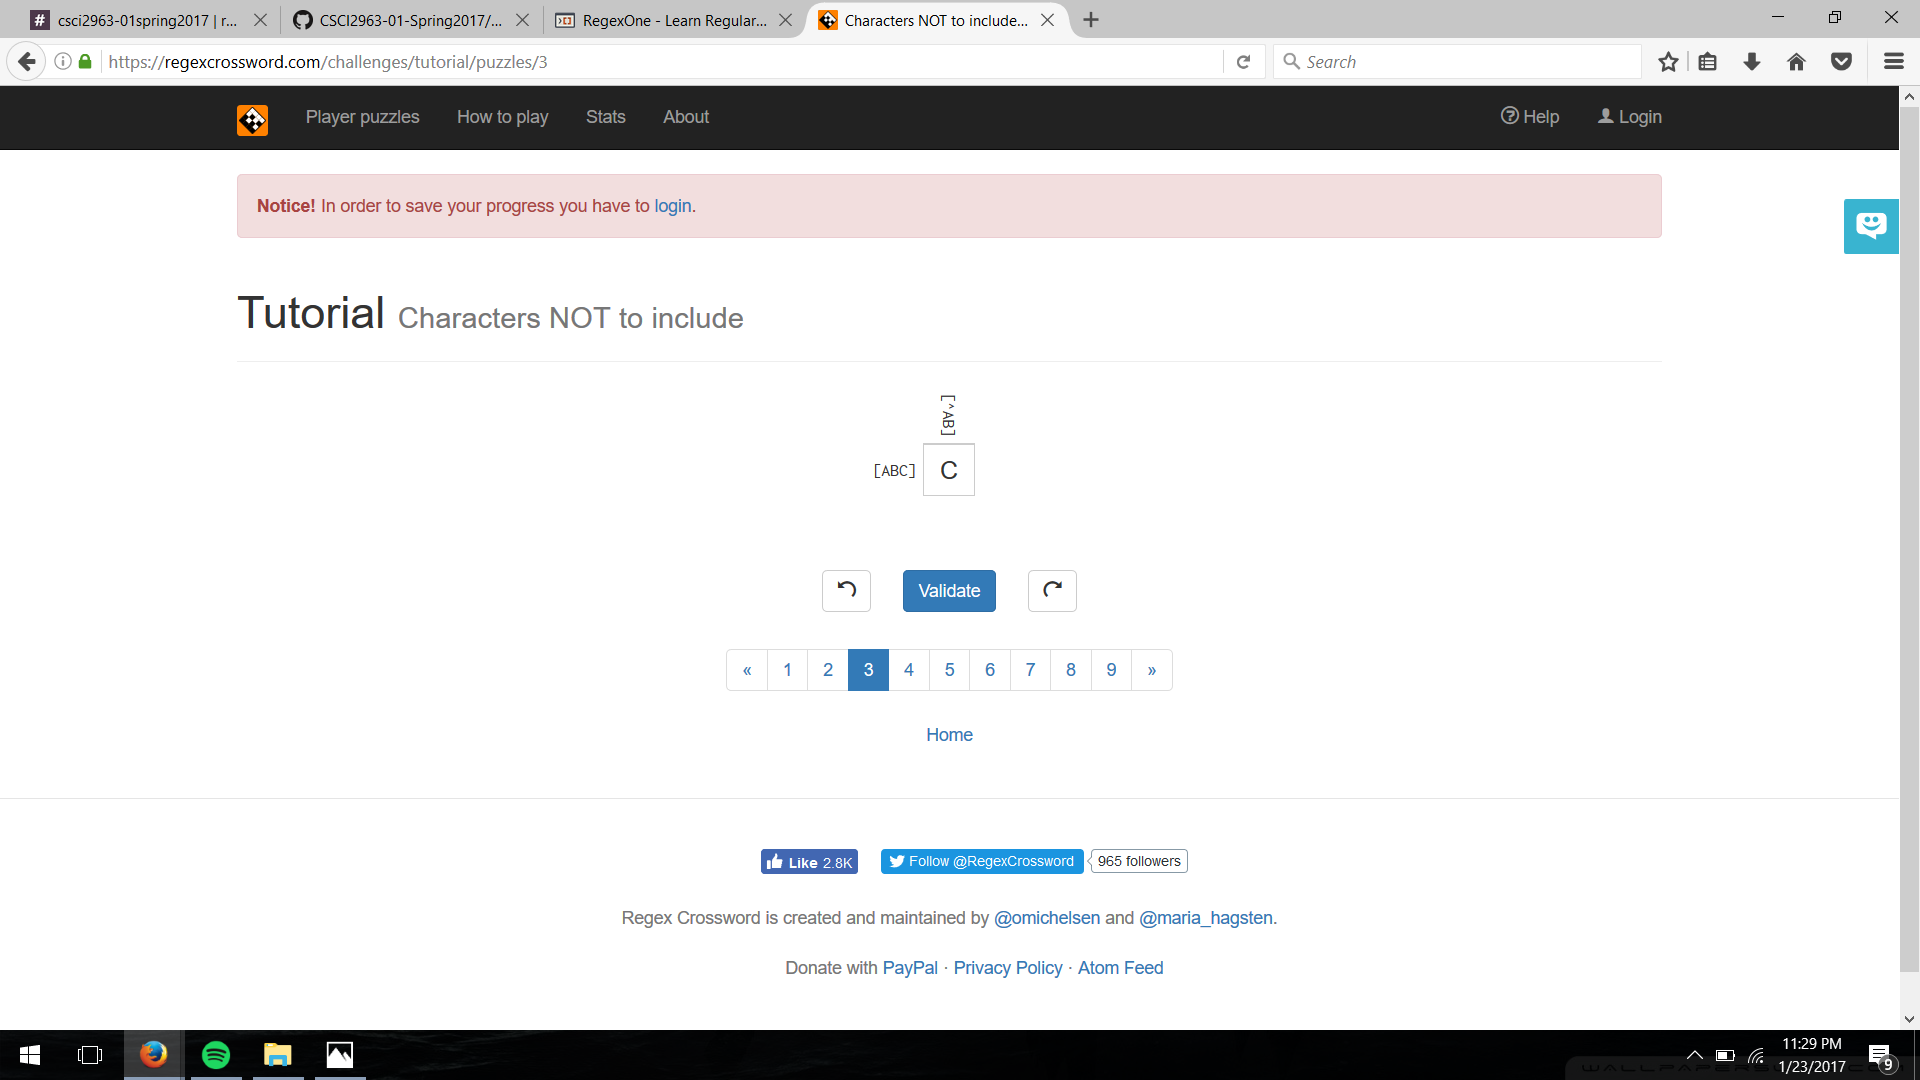 csci2963-01spring2017 | r...
CSCI2963-01-Spring2017/...
RegexOne - Learn Regular...
Characters NOT to include...
https://regexcrossword.com/challenges/tutorial/puzzles/3
Search
Player puzzles
How to play
Stats
About
Help
Login
Notice! In order to save your progress you have to login.
Tutorial Characters NOT to include
[^AB]
[ABC]
C
Validate
« 1 2 3 4 5 6 7 8 9 »
Home
Like 2.8K
Follow @RegexCrossword
965 followers
Regex Crossword is created and maintained by @omichelsen and @maria_hagsten.
Donate with PayPal · Privacy Policy · Atom Feed
11:29 PM
1/23/2017
9